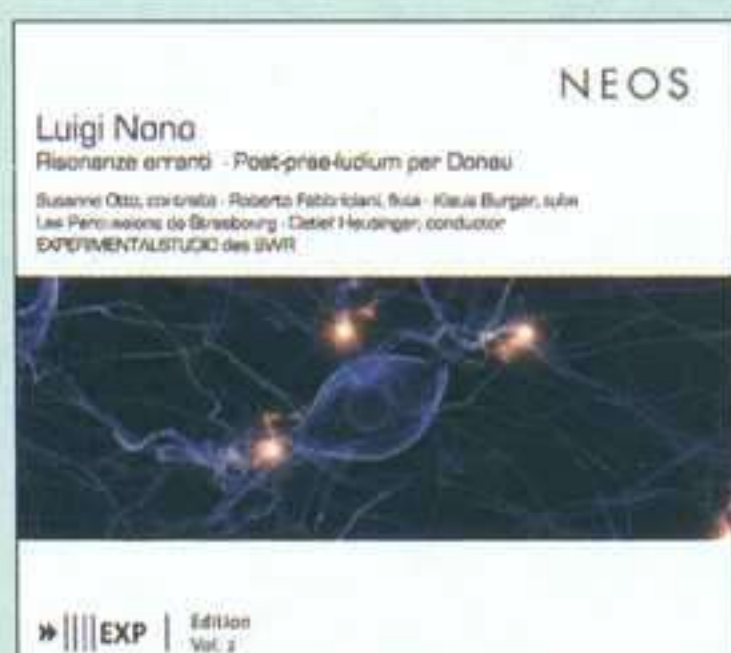 NEOS
Luigi Nono
Risonanze erranti · Post-prae-ludium per Donau
Susanne Otto, contralto · Roberto Fabbriciani, flute · Klaus Burger, tuba
Les Percussions de Strasbourg · Detlef Heusinger, conductor
EXPERIMENTALSTUDIO des SWR
» ||||EXP | Edition
Vol.